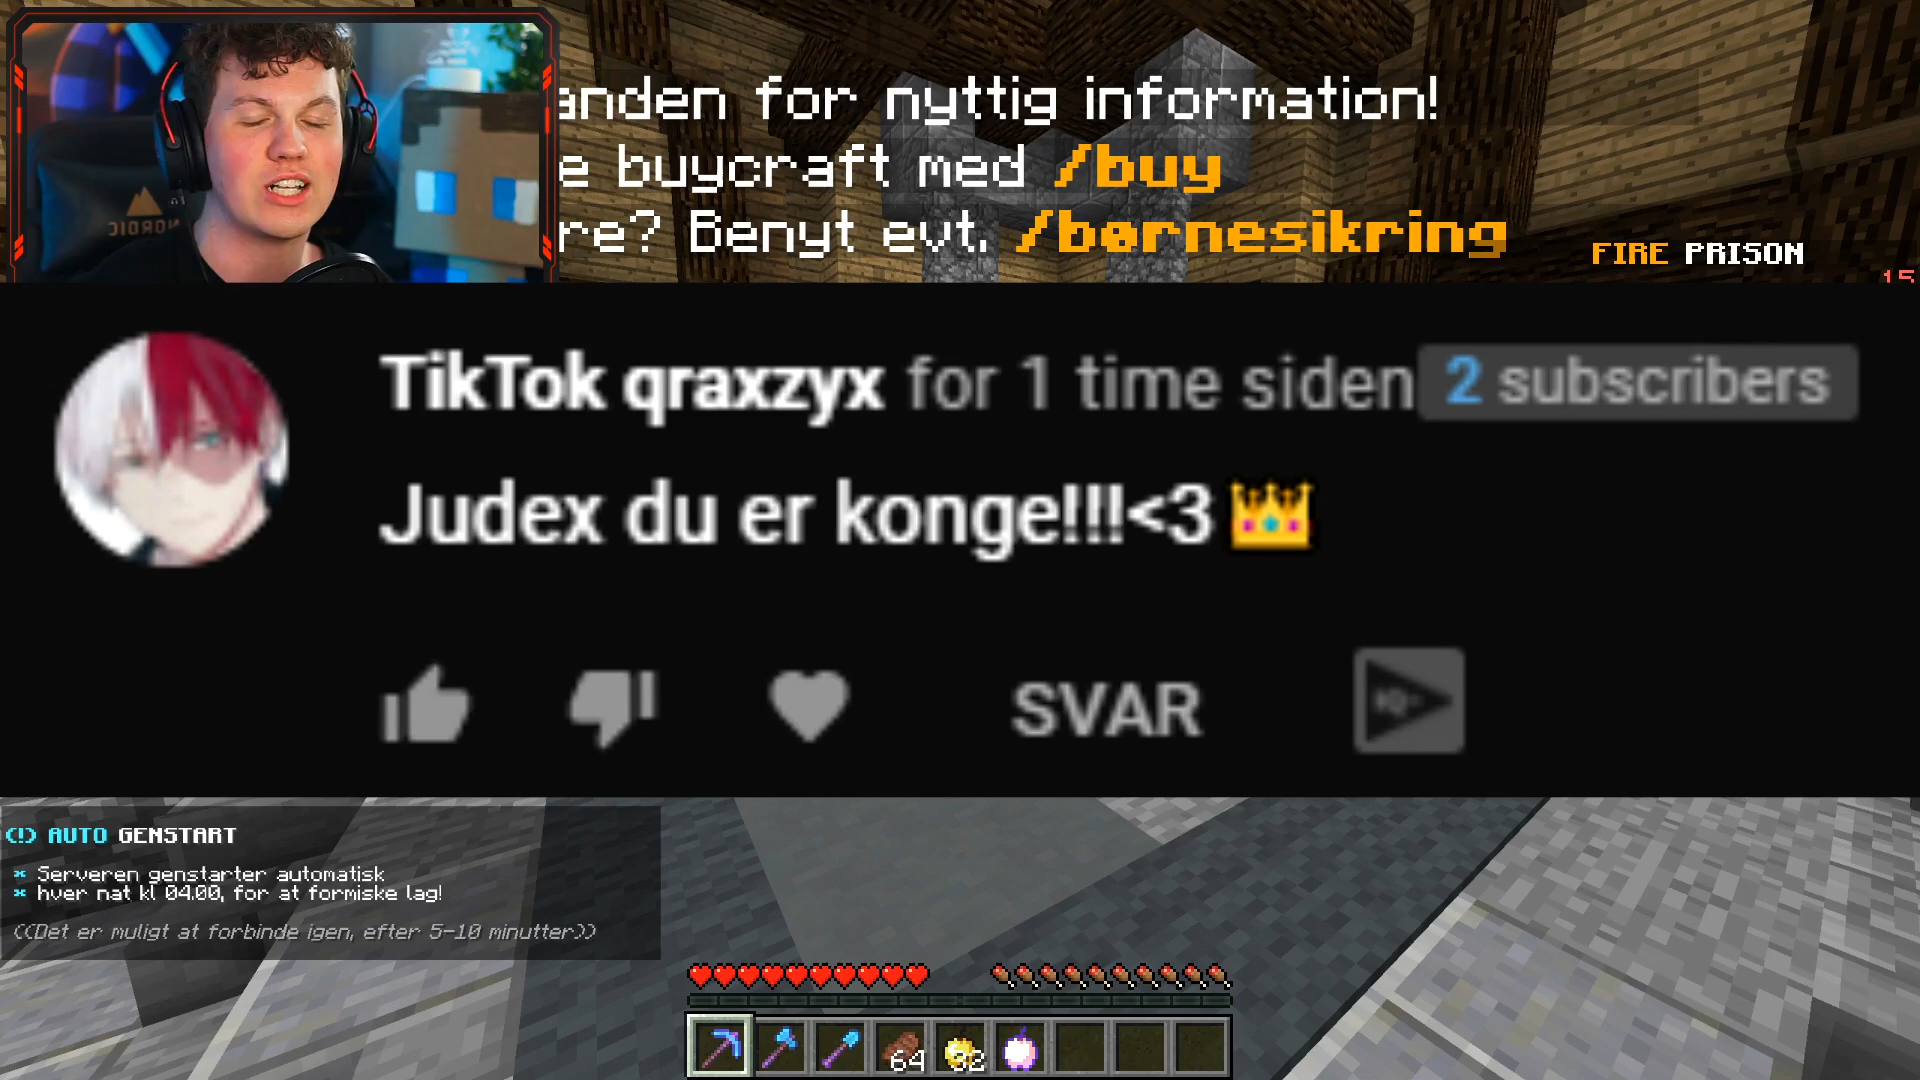 anden for nyttig information!
e buycraft med /buy
re? Benyt evt. /børnesikring
FIRE PRISON
15
NORDIC
TikTok qraxzyx for 1 time siden 2 subscribers
Judex du er konge!!!<3 👑
SVAR
(!) AUTO GENSTART
× Serveren genstarter automatisk
× hver nat kl 04.00, for at formiske lag!
((Det er muligt at forbinde igen, efter 5-10 minutter))
64